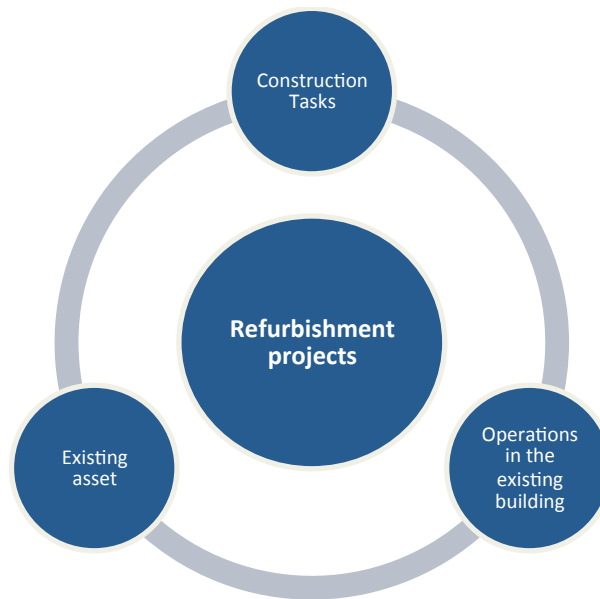 Construction
Tasks
Refurbishment
projects
Existing
asset
Operations
in the
existing
building